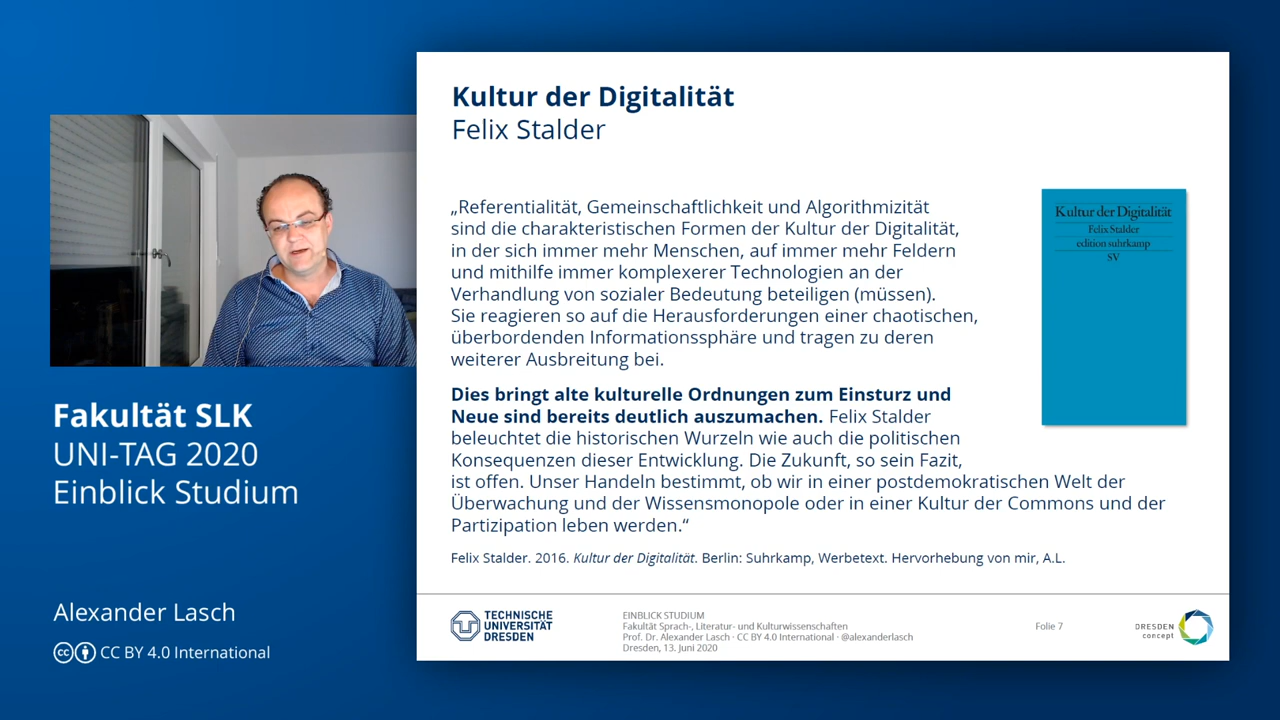 Kultur der Digitalität
Felix Stalder
„Referentialität, Gemeinschaftlichkeit und Algorithmizität
sind die charakteristischen Formen der Kultur der Digitalität,
in der sich immer mehr Menschen, auf immer mehr Feldern
und mithilfe immer komplexerer Technologien an der
Verhandlung von sozialer Bedeutung beteiligen (müssen).
Sie reagieren so auf die Herausforderungen einer chaotischen,
überbordenden Informationssphäre und tragen zu deren
weiterer Ausbreitung bei.
Dies bringt alte kulturelle Ordnungen zum Einsturz und
Neue sind bereits deutlich auszumachen. Felix Stalder
beleuchtet die historischen Wurzeln wie auch die politischen
Konsequenzen dieser Entwicklung. Die Zukunft, so sein Fazit,
ist offen. Unser Handeln bestimmt, ob wir in einer postdemokratischen Welt der
Überwachung und der Wissensmonopole oder in einer Kultur der Commons und der
Partizipation leben werden.“
Felix Stalder. 2016. Kultur der Digitalität. Berlin: Suhrkamp, Werbetext. Hervorhebung von mir, A.L.
Kultur der Digitalität
Felix Stalder
edition suhrkamp
SV
Fakultät SLK
UNI-TAG 2020
Einblick Studium
Alexander Lasch
CC BY 4.0 International
TECHNISCHE
UNIVERSITÄT
DRESDEN
EINBLICK STUDIUM
Fakultät Sprach-, Literatur- und Kulturwissenschaften
Prof. Dr. Alexander Lasch · CC BY 4.0 International · @alexanderlasch
Dresden, 13. Juni 2020
Folie 7
DRESDEN
concept